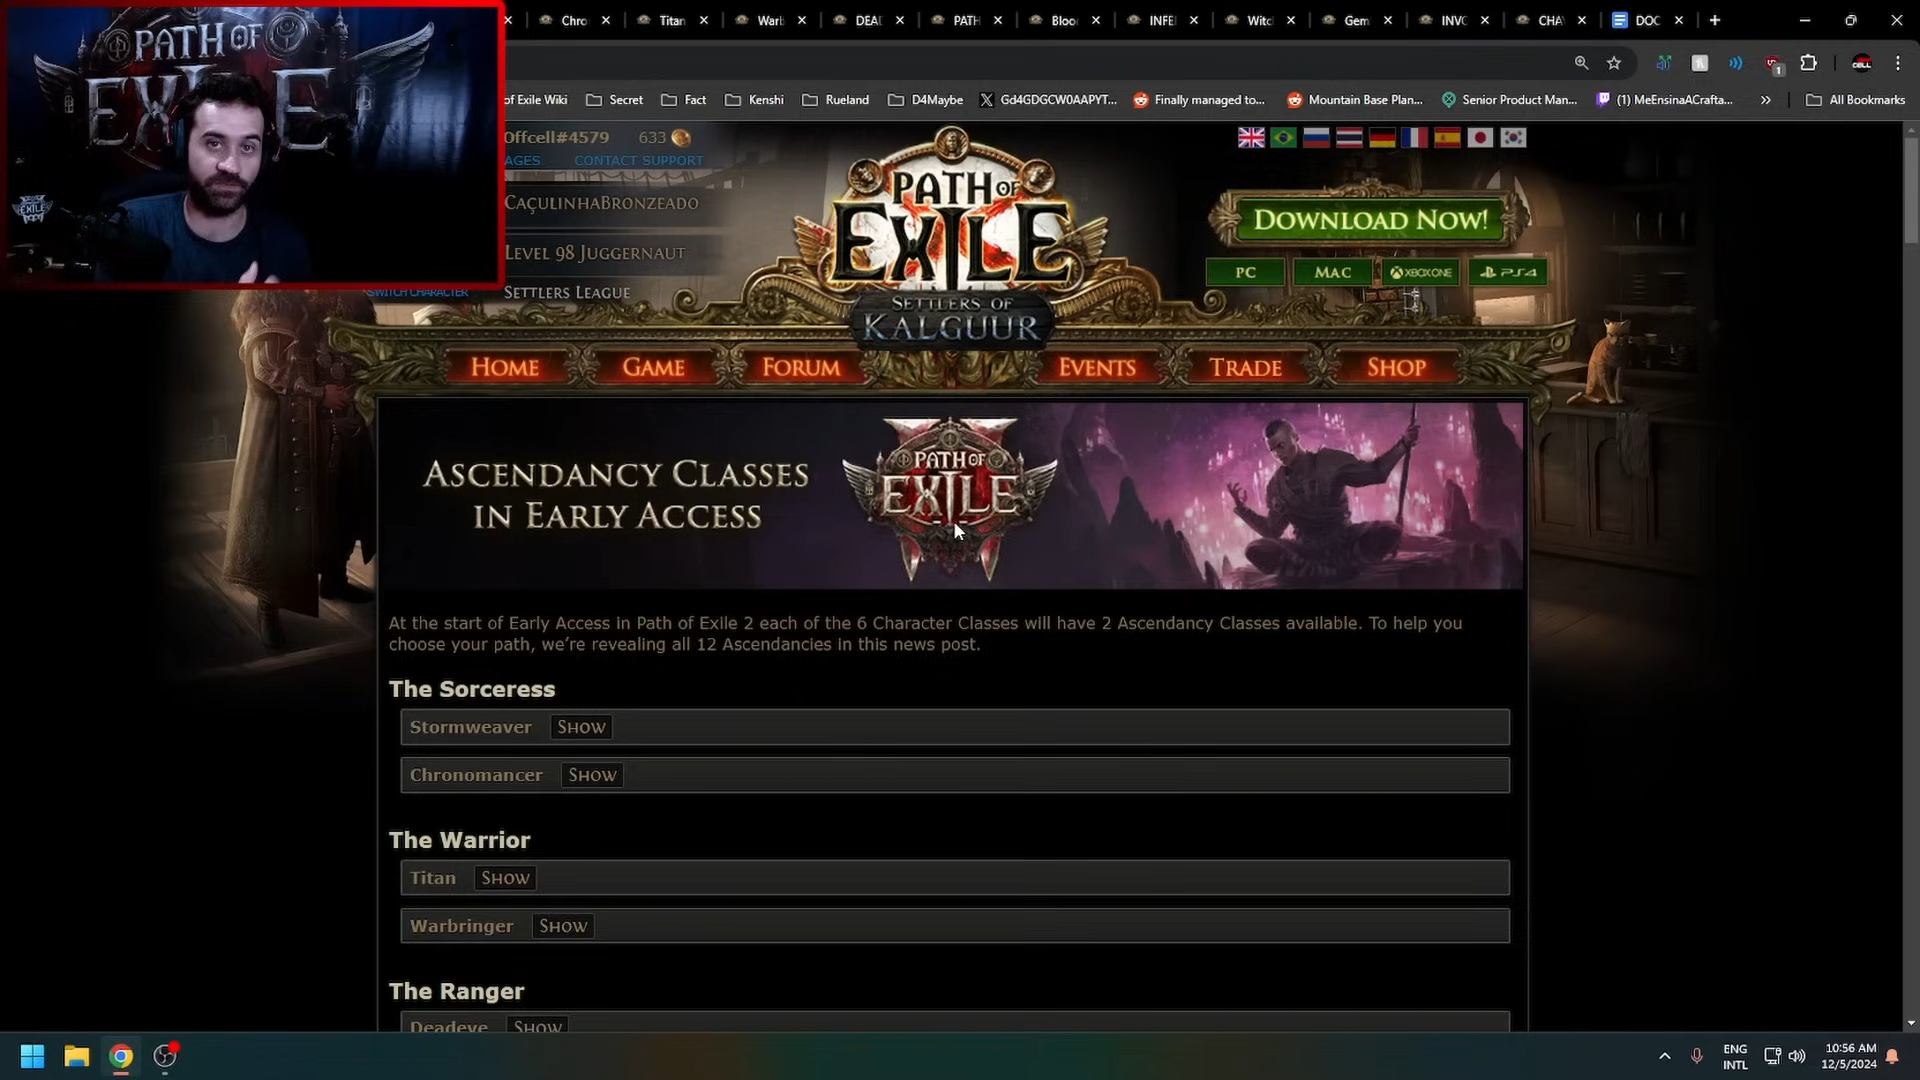 PATH OF
EXILE
Chro
Titan
Warb
DEAD
PATH
Bloo
INFE
Witch
Gem
INVO
CHA
DOC
of Exile Wiki
Secret
Fact
Kenshi
Rueland
D4Maybe
Gd4GDGCW0AAPYT...
Finally managed to...
Mountain Base Plan...
Senior Product Man...
(1) MeEnsinaACrafta...
»
All Bookmarks
Offcell#4579 633
AGES CONTACT SUPPORT
CaçulinhaBronzeado
Level 98 Juggernaut
SWITCH CHARACTER
Settlers League
PATH OF
EXILE
SETTLERS OF
KALGUUR
DOWNLOAD NOW!
PC
MAC
XBOX ONE
PS4
HOME
GAME
FORUM
EVENTS
TRADE
SHOP
ASCENDANCY CLASSES
IN EARLY ACCESS
PATH OF
EXILE
At the start of Early Access in Path of Exile 2 each of the 6 Character Classes will have 2 Ascendancy Classes available. To help you
choose your path, we're revealing all 12 Ascendancies in this news post.
The Sorceress
Stormweaver SHOW
Chronomancer SHOW
The Warrior
Titan SHOW
Warbringer SHOW
The Ranger
Deadeye SHOW
ENG
INTL
10:56 AM
12/5/2024